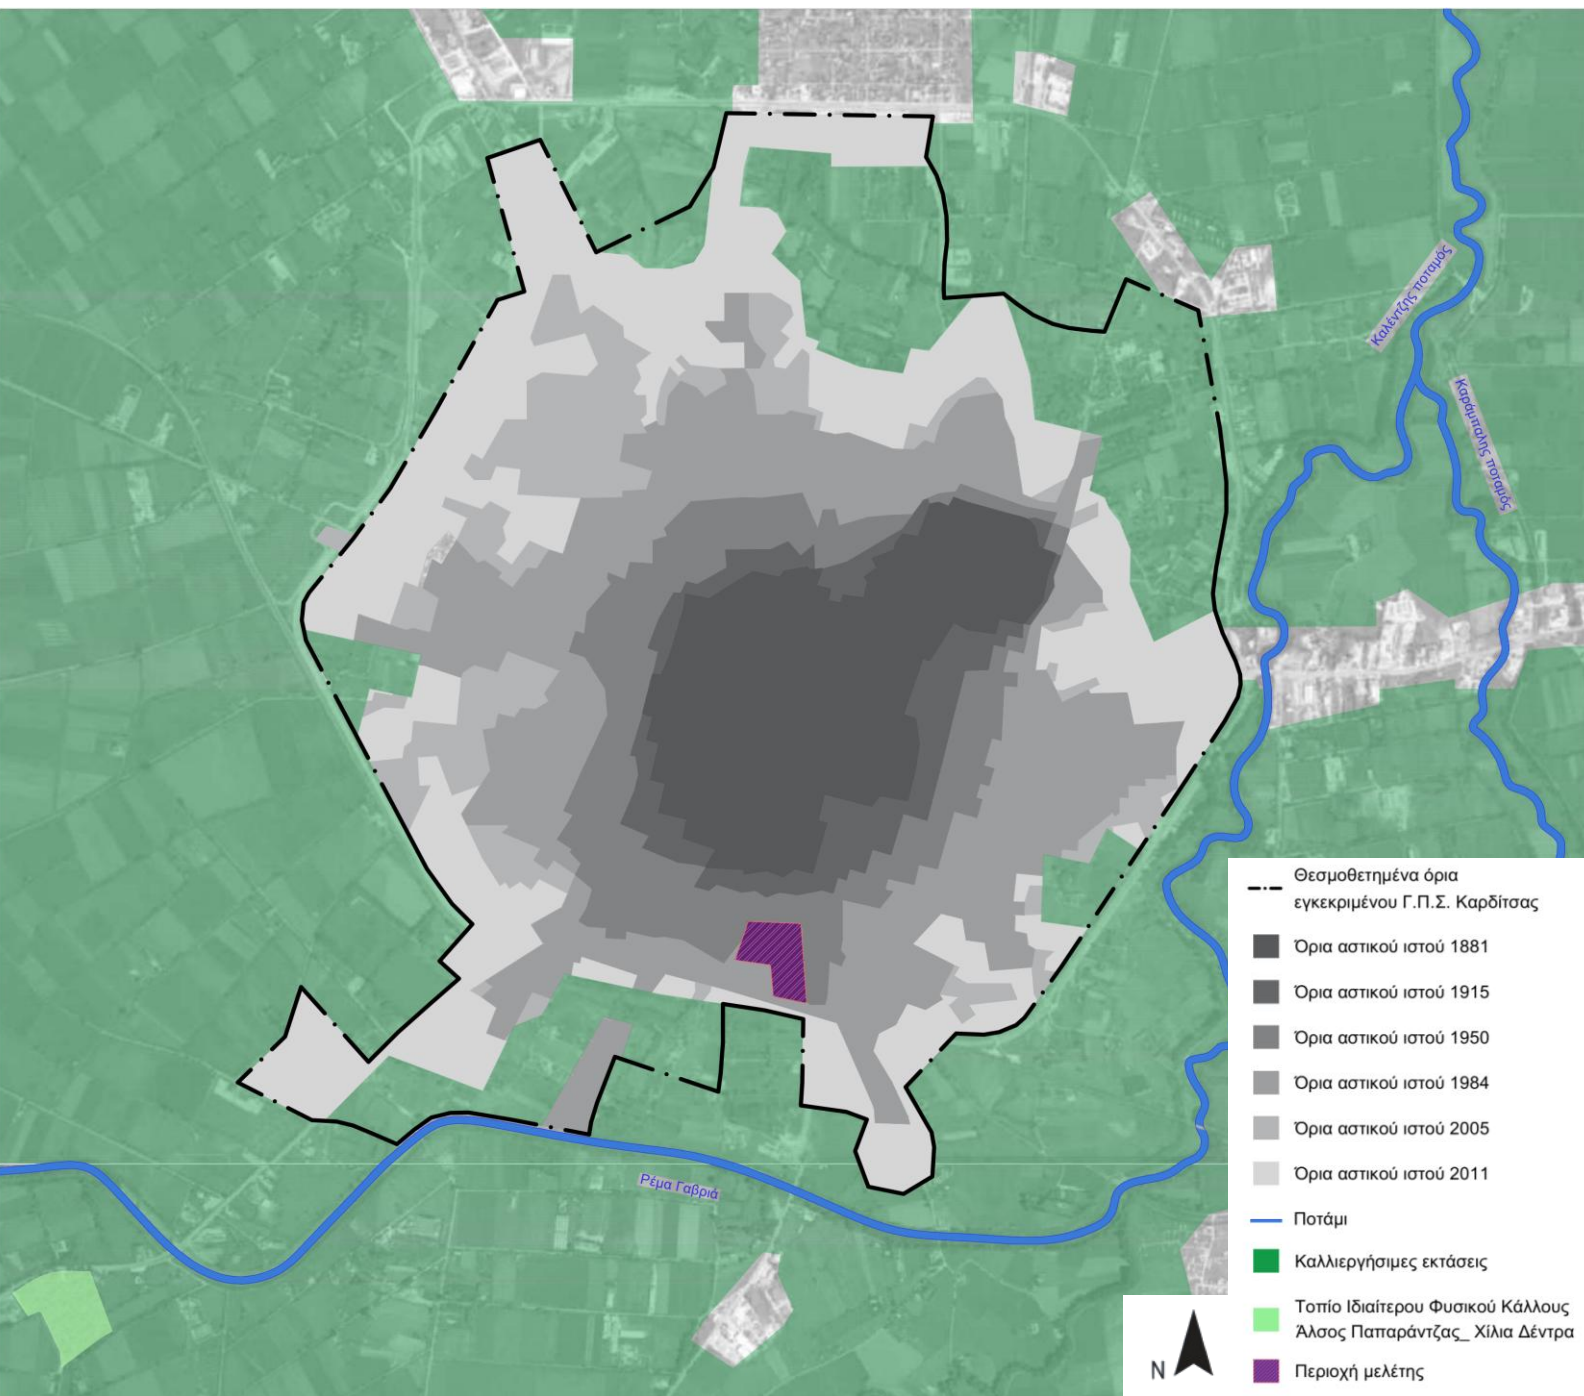 Καλέντζης ποταμός
Καράμπαλης ποταμός
Ρέμα Γαβριά
Θεσμοθετημένα όρια
εγκεκριμένου Γ.Π.Σ. Καρδίτσας
Όρια αστικού ιστού 1881
Όρια αστικού ιστού 1915
Όρια αστικού ιστού 1950
Όρια αστικού ιστού 1984
Όρια αστικού ιστού 2005
Όρια αστικού ιστού 2011
Ποτάμι
Καλλιεργήσιμες εκτάσεις
Τοπίο Ιδιαίτερου Φυσικού Κάλλους
Άλσος Παπαράντζας_ Χίλια Δέντρα
Περιοχή μελέτης
N